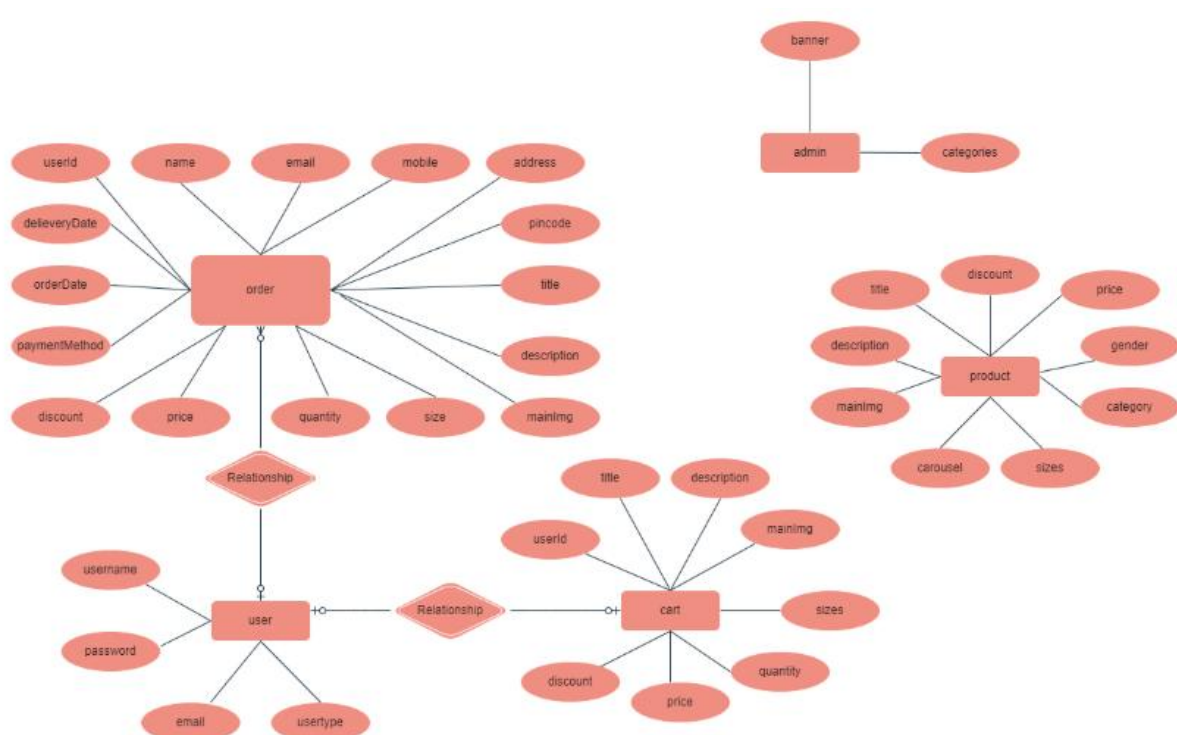 banner
admin
categories
userId
name
email
mobile
address
delieveryDate
pincode
orderDate
order
title
paymentMethod
description
discount
price
quantity
size
mainImg
title
discount
price
description
gender
product
mainImg
category
carousel
sizes
Relationship
title
description
userId
mainImg
username
Relationship
cart
sizes
user
password
discount
quantity
price
email
usertype